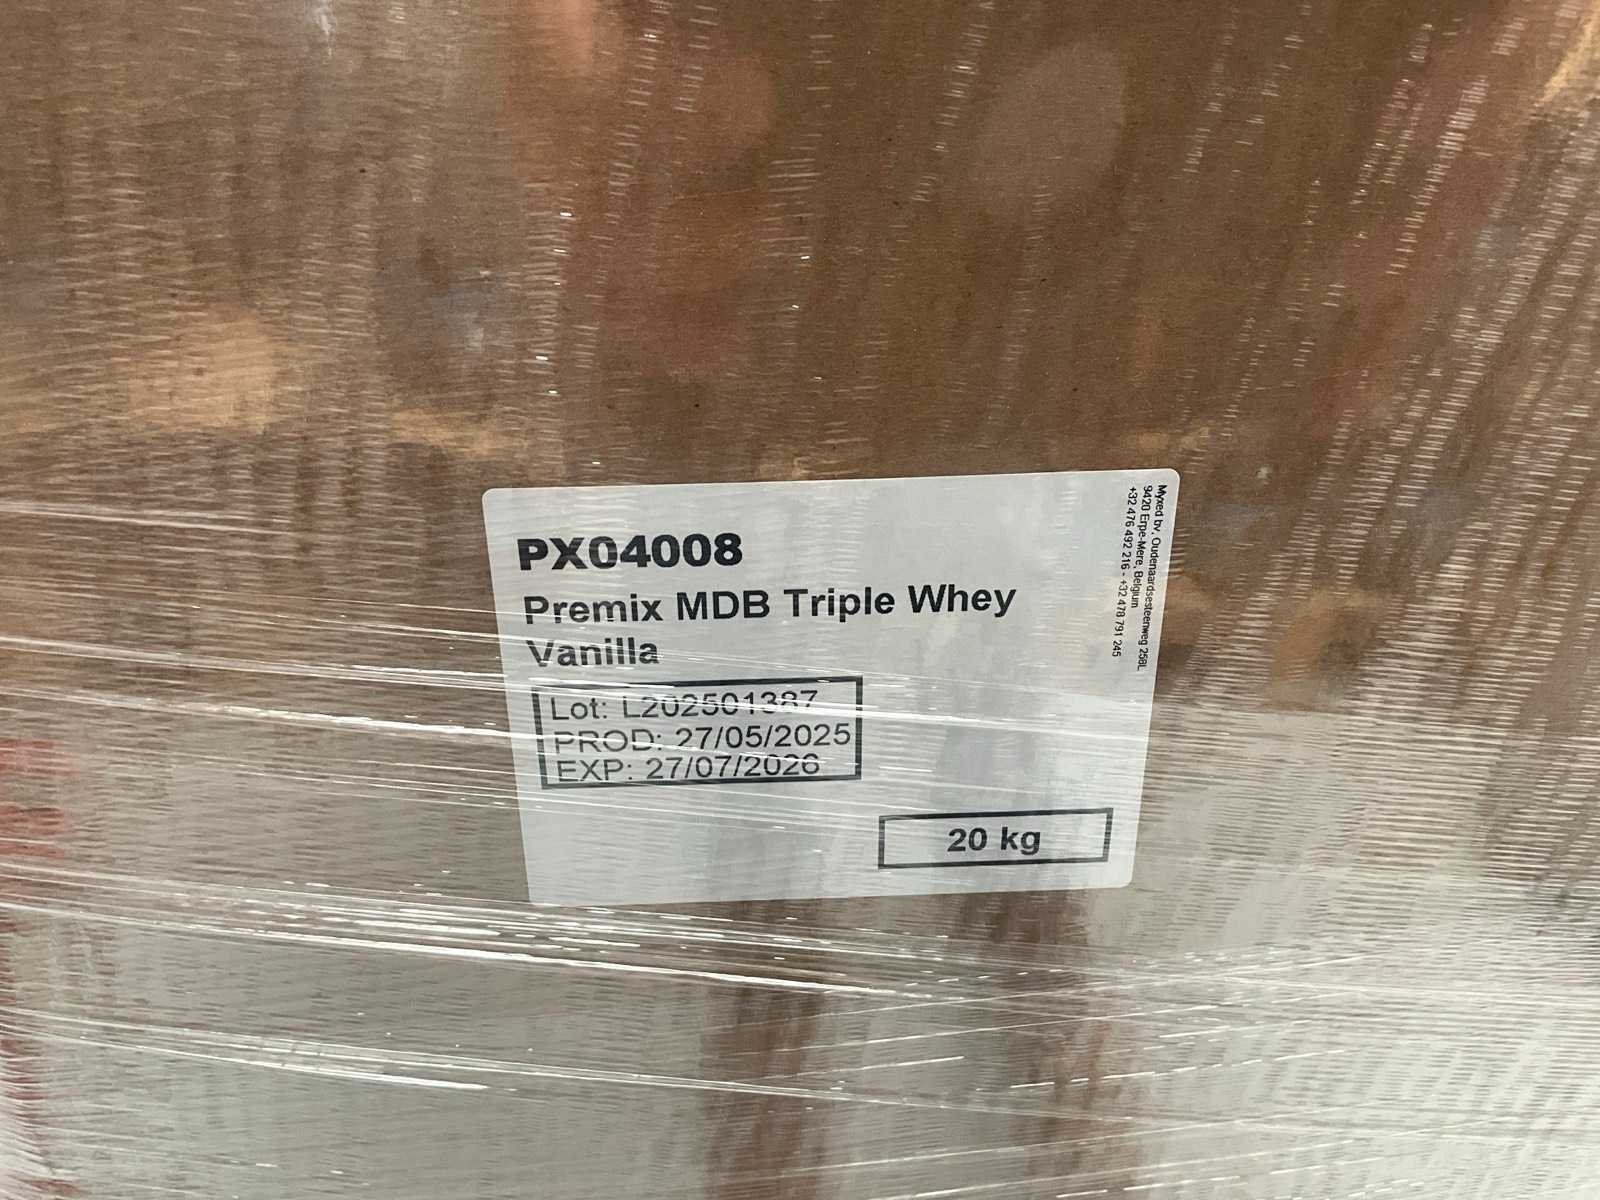 PX04008
Premix MDB Triple Whey
Vanilla
Lot: L202501387
PROD: 27/05/2025
EXP: 27/07/2026
20 kg
Myxed bv, Oudenaardsesteenweg 258L
9420 Erpe-Mere, Belgium
+32 476 492 216 - +32 478 791 245